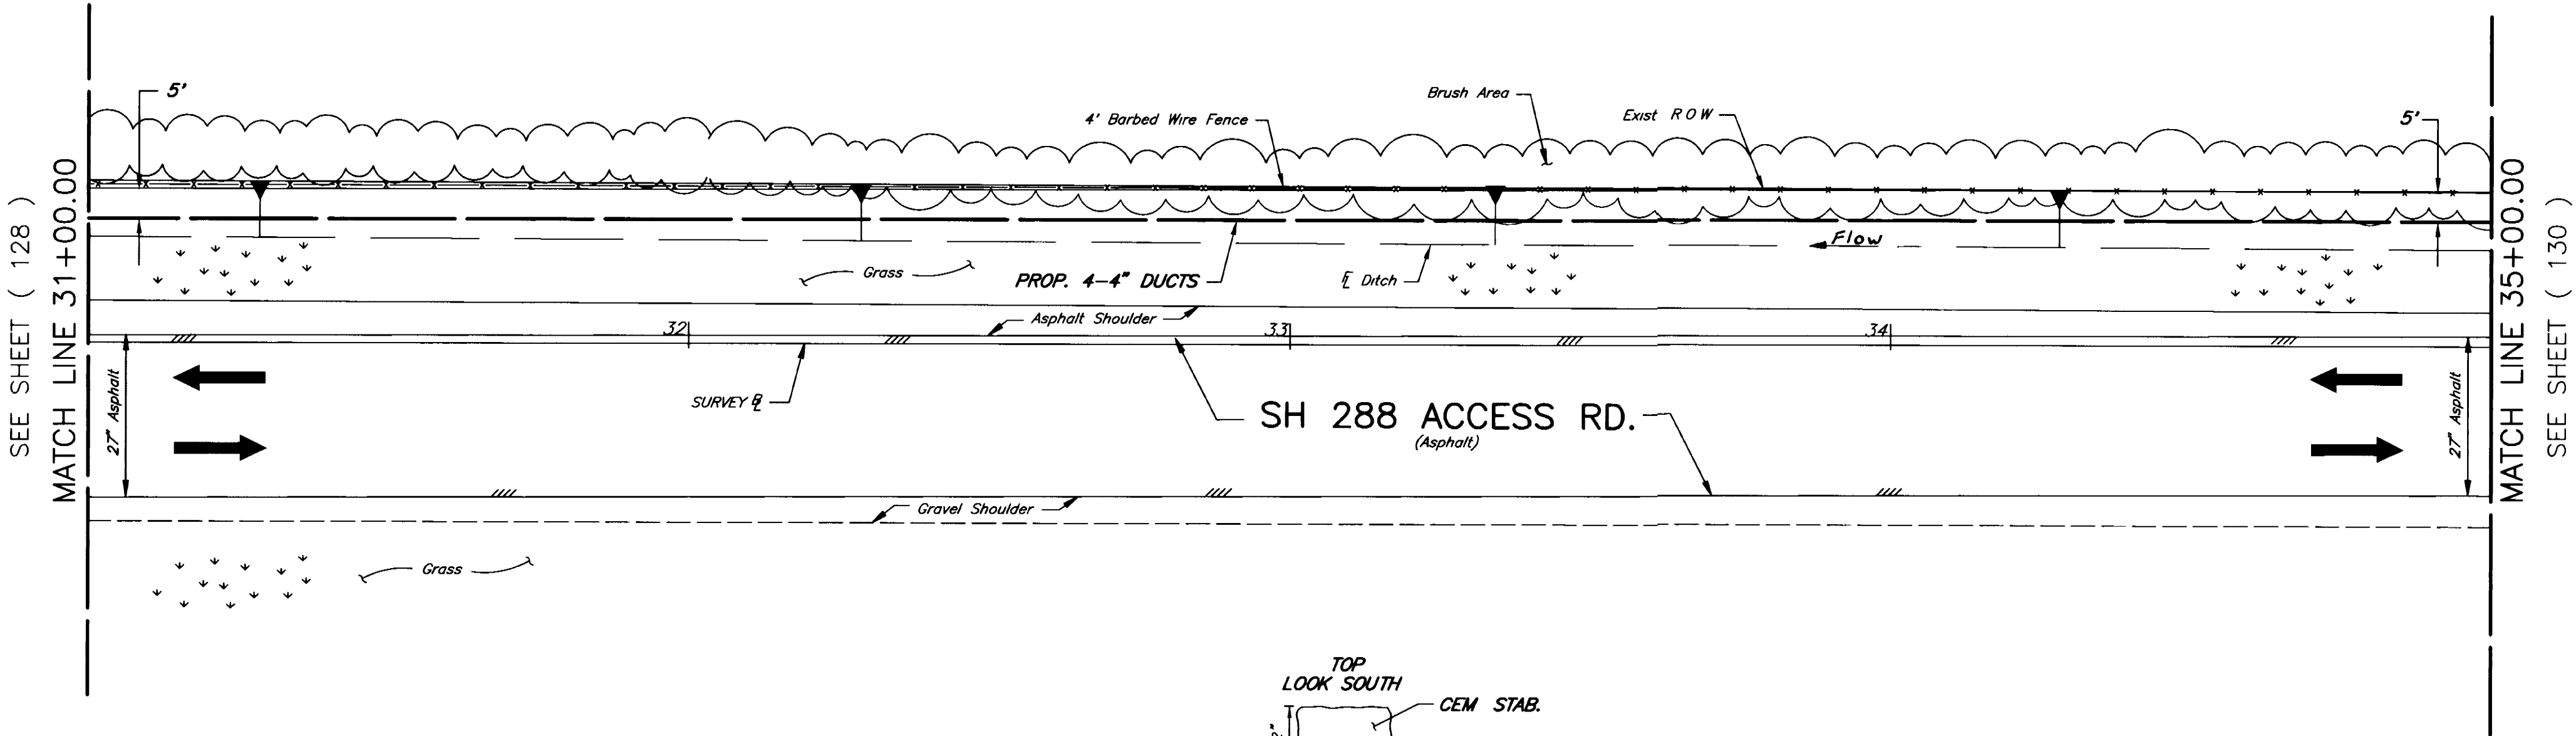 5'
Brush Area
4' Barbed Wire Fence
Exist R O W
5'
SEE SHEET ( 128 )
MATCH LINE 31+00.00
Flow
Grass
PROP. 4-4" DUCTS
℄ Ditch
Asphalt Shoulder
32
33
34
27" Asphalt
SURVEY
SH 288 ACCESS RD.
(Asphalt)
27" Asphalt
MATCH LINE 35+00.00
SEE SHEET ( 130 )
Gravel Shoulder
Grass
TOP
LOOK SOUTH
CEM STAB.